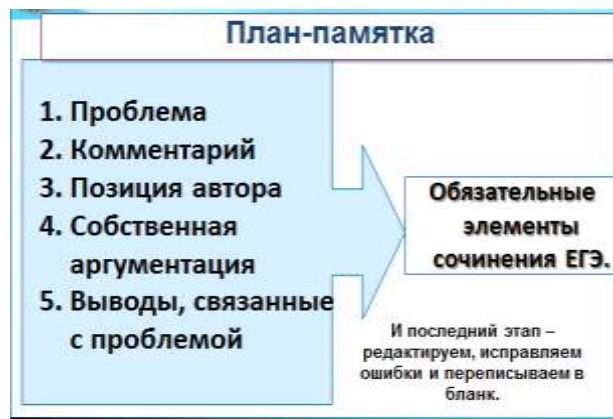 План-памятка
1. Проблема
2. Комментарий
3. Позиция автора
4. Собственная
аргументация
5. Выводы, связанные
с проблемой
Обязательные
элементы
сочинения ЕГЭ.
И последний этап –
редактируем, исправляем
ошибки и переписываем в
бланк.